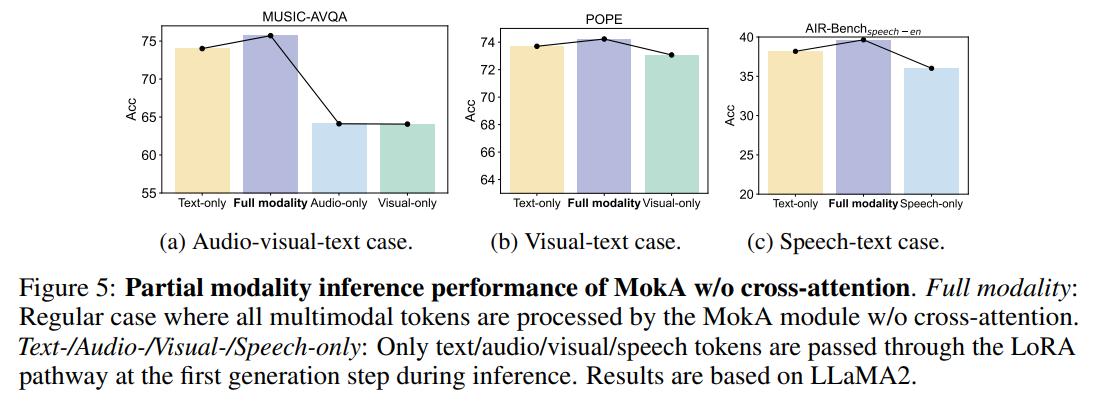 MUSIC-AVQA
Acc
75
70
65
60
55
Text-only Full modality Audio-only Visual-only
(a) Audio-visual-text case.
POPE
Acc
74
72
70
68
66
64
Text-only Full modality Visual-only
(b) Visual-text case.
AIR-Bench speech-en
Acc
40
35
30
25
20
Text-only Full modality Speech-only
(c) Speech-text case.
Figure 5: Partial modality inference performance of MokA w/o cross-attention. Full modality:
Regular case where all multimodal tokens are processed by the MokA module w/o cross-attention.
Text-/Audio-/Visual-/Speech-only: Only text/audio/visual/speech tokens are passed through the LoRA
pathway at the first generation step during inference. Results are based on LLaMA2.